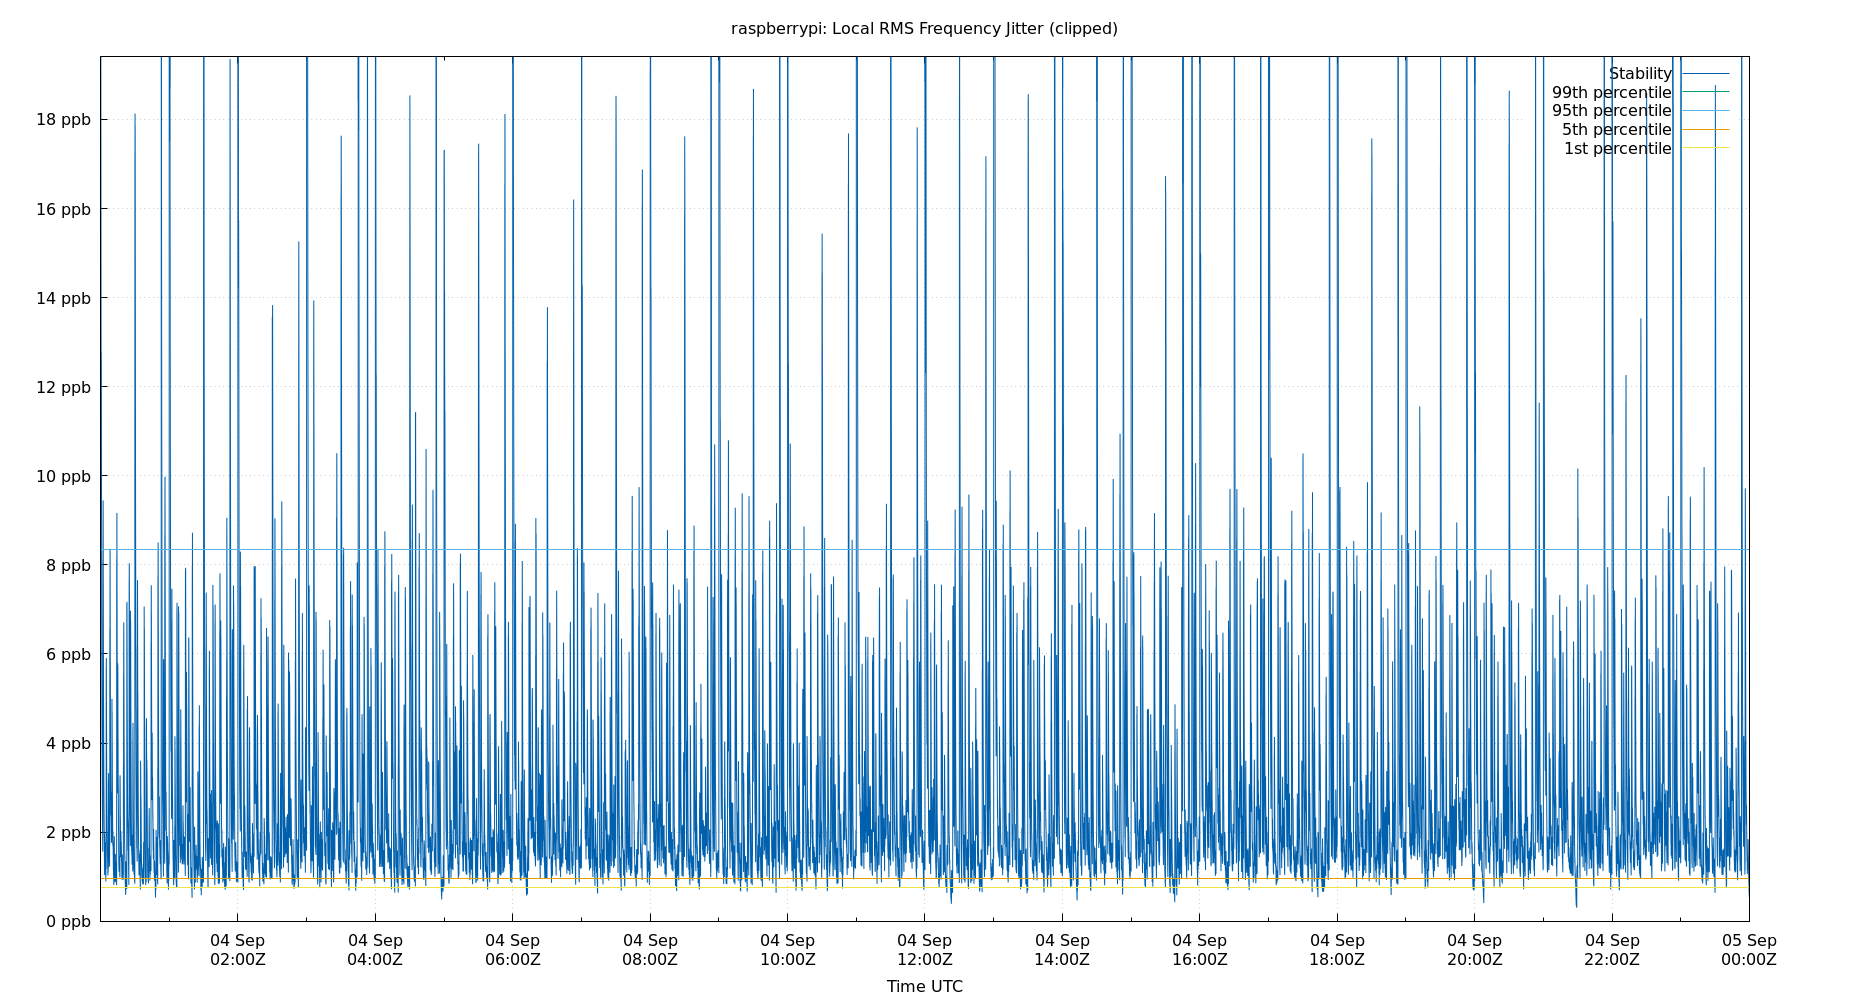 raspberrypi: Local RMS Frequency Jitter (clipped)
Stability
99th percentile
95th percentile
5th percentile
1st percentile
18 ppb
16 ppb
14 ppb
12 ppb
10 ppb
8 ppb
6 ppb
4 ppb
2 ppb
0 ppb
04 Sep 04 Sep 04 Sep 04 Sep 04 Sep 04 Sep 04 Sep 04 Sep 04 Sep 04 Sep 04 Sep 05 Sep
02:00Z 04:00Z 06:00Z 08:00Z 10:00Z 12:00Z 14:00Z 16:00Z 18:00Z 20:00Z 22:00Z 00:00Z
Time UTC